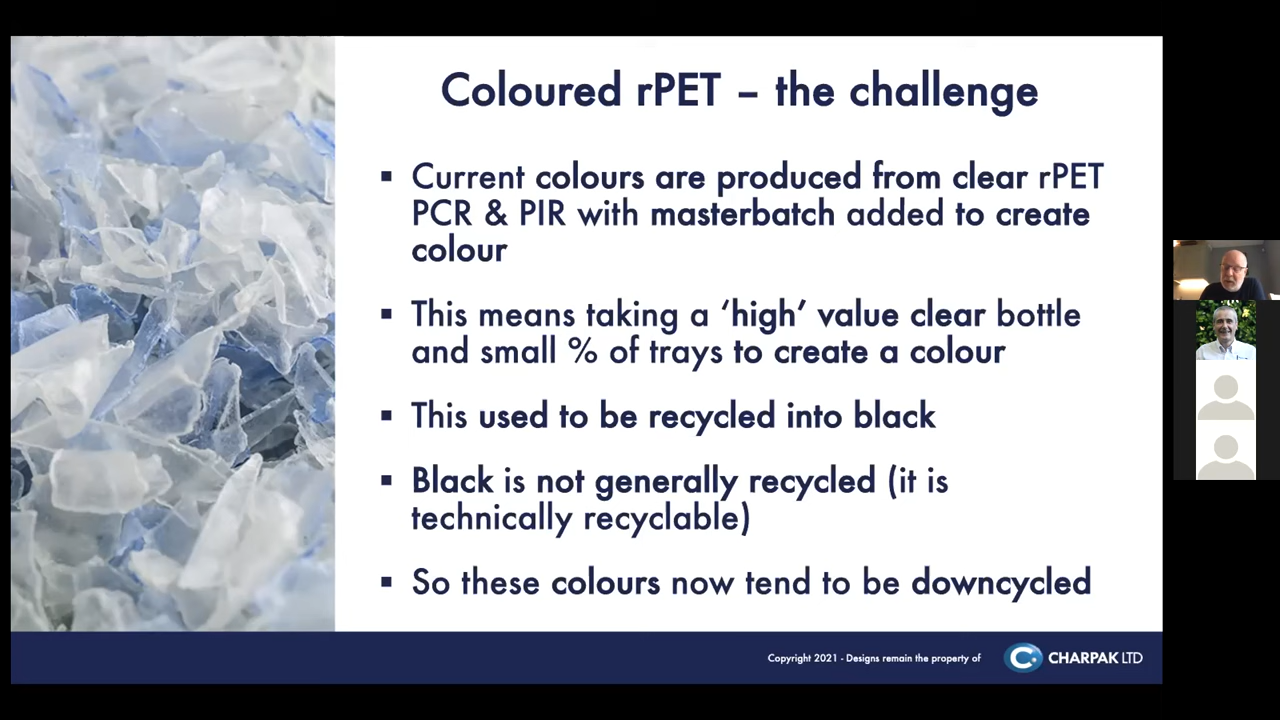 Coloured rPET – the challenge
▪ Current colours are produced from clear rPET
PCR & PIR with masterbatch added to create
colour
▪ This means taking a ‘high’ value clear bottle
and small % of trays to create a colour
▪ This used to be recycled into black
▪ Black is not generally recycled (it is
technically recyclable)
▪ So these colours now tend to be downcycled
Copyright 2021 - Designs remain the property of
CHARPAK LTD